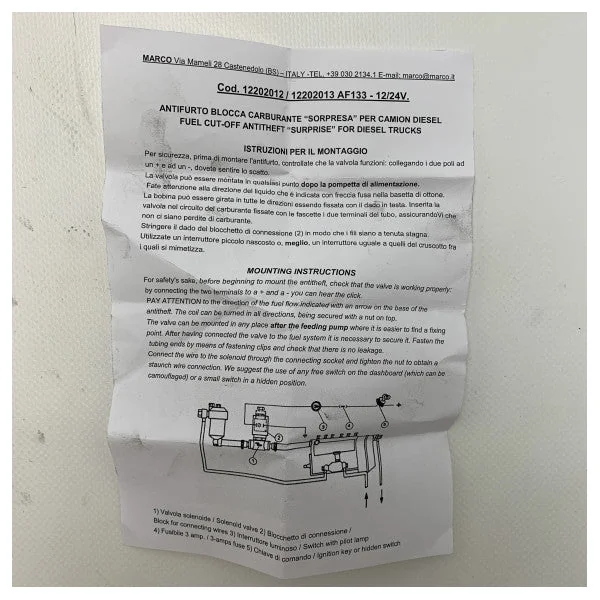 MARCO Via Mameli 28 Castenedolo (BS) – ITALY -TEL. +39 030 2134.1 E-mail: marco@marco.it
Cod. 12202012 / 12202013 AF133 - 12/24V.
ANTIFURTO BLOCCA CARBURANTE "SORPRESA" PER CAMION DIESEL
FUEL CUT-OFF ANTITHEFT "SURPRISE" FOR DIESEL TRUCKS
ISTRUZIONI PER IL MONTAGGIO
Per sicurezza, prima di montare l'antifurto, controllate che la valvola funzioni: collegando i due poli ad
un + e ad un -, dovete sentire lo scatto.
La valvola può essere montata in qualsiasi punto dopo la pompetta di alimentazione.
Fate attenzione alla direzione del liquido che è indicata con freccia fusa nella basetta di ottone.
La bobina può essere girata in tutte le direzioni essendo fissata con il dado in testa. Inserita la
valvola nel circuito del carburante fissate con le fascette i due terminali del tubo, assicurandoVi che
non ci siano perdite di carburante.
Stringere il dado del blocchetto di connessione (2) in modo che i fili siano a tenuta stagna.
Utilizzate un interruttore piccolo nascosto o, meglio, un interruttore uguale a quelli del cruscotto fra
i quali si mimetizza.
MOUNTING INSTRUCTIONS
For safety's sake, before beginning to mount the antitheft, check that the valve is working properly:
by connecting the two terminals to a + and a - you can hear the click.
PAY ATTENTION to the direction of the fuel flow indicated with an arrow on the base of the
antitheft. The coil can be turned in all directions, being secured with a nut on top.
The valve can be mounted in any place after the feeding pump where it is easier to find a fixing
point. After having connected the valve to the fuel system it is necessary to secure it. Fasten the
tubing ends by means of fastening clips and check that there is no leakage.
Connect the wire to the solenoid through the connecting socket and tighten the nut to obtain a
staunch wire connection. We suggest the use of any free switch on the dashboard (which can be
camouflaged) or a small switch in a hidden position.
+
3
4
5
2
1
1) Valvola solenoide / Solenoid valve 2) Blocchetto di connessione /
Block for connecting wires 3) Interruttore luminoso / Switch with pilot lamp
4) Fusibile 3 amp. / 3-amps fuse 5) Chiave di comando / Ignition key or hidden switch